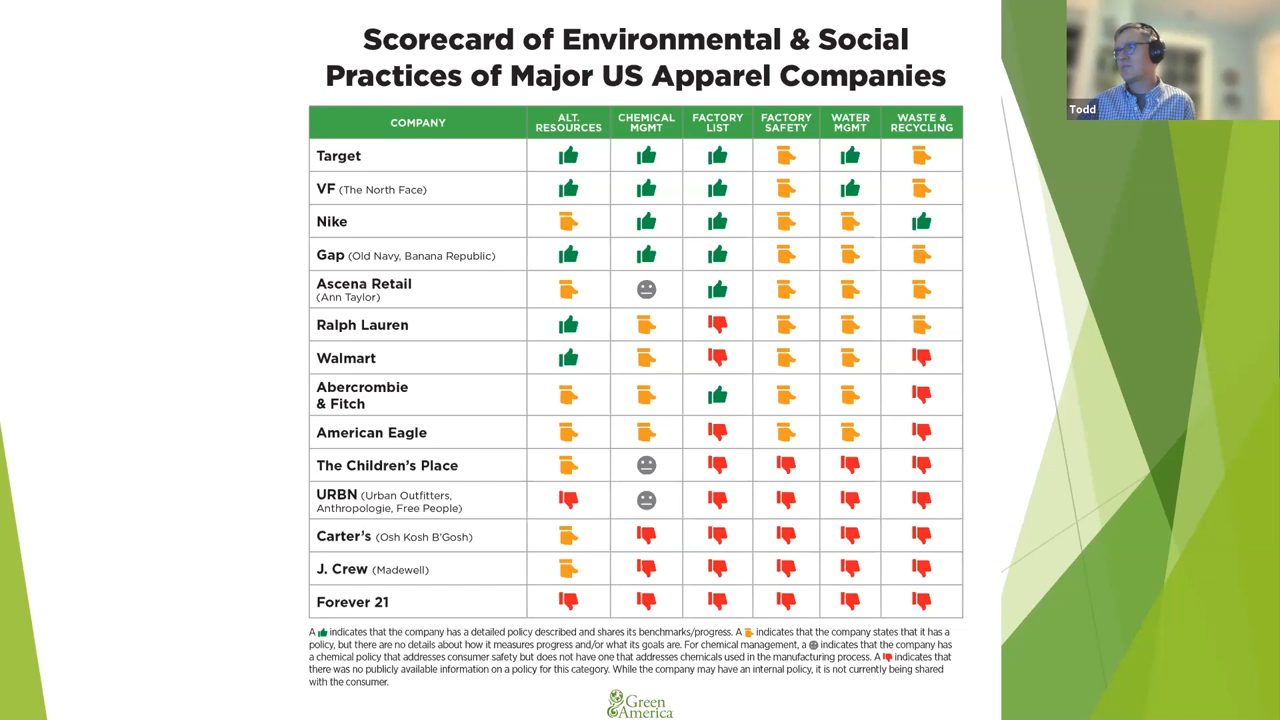 Scorecard of Environmental & Social
Practices of Major US Apparel Companies
COMPANY
ALT.
RESOURCES
CHEMICAL
MGMT
FACTORY
LIST
FACTORY
SAFETY
WATER
MGMT
WASTE &
RECYCLING
Target
VF (The North Face)
Nike
Gap (Old Navy, Banana Republic)
Ascena Retail
(Ann Taylor)
Ralph Lauren
Walmart
Abercrombie
& Fitch
American Eagle
The Children's Place
URBN (Urban Outfitters,
Anthropologie, Free People)
Carter's (Osh Kosh B'Gosh)
J. Crew (Madewell)
Forever 21
A indicates that the company has a detailed policy described and shares its benchmarks/progress. A indicates that the company states that it has a
policy, but there are no details about how it measures progress and/or what its goals are. For chemical management, a indicates that the company has
a chemical policy that addresses consumer safety but does not have one that addresses chemicals used in the manufacturing process. A indicates that
there was no publicly available information on a policy for this category. While the company may have an internal policy, it is not currently being shared
with the consumer.
Green
America
Todd